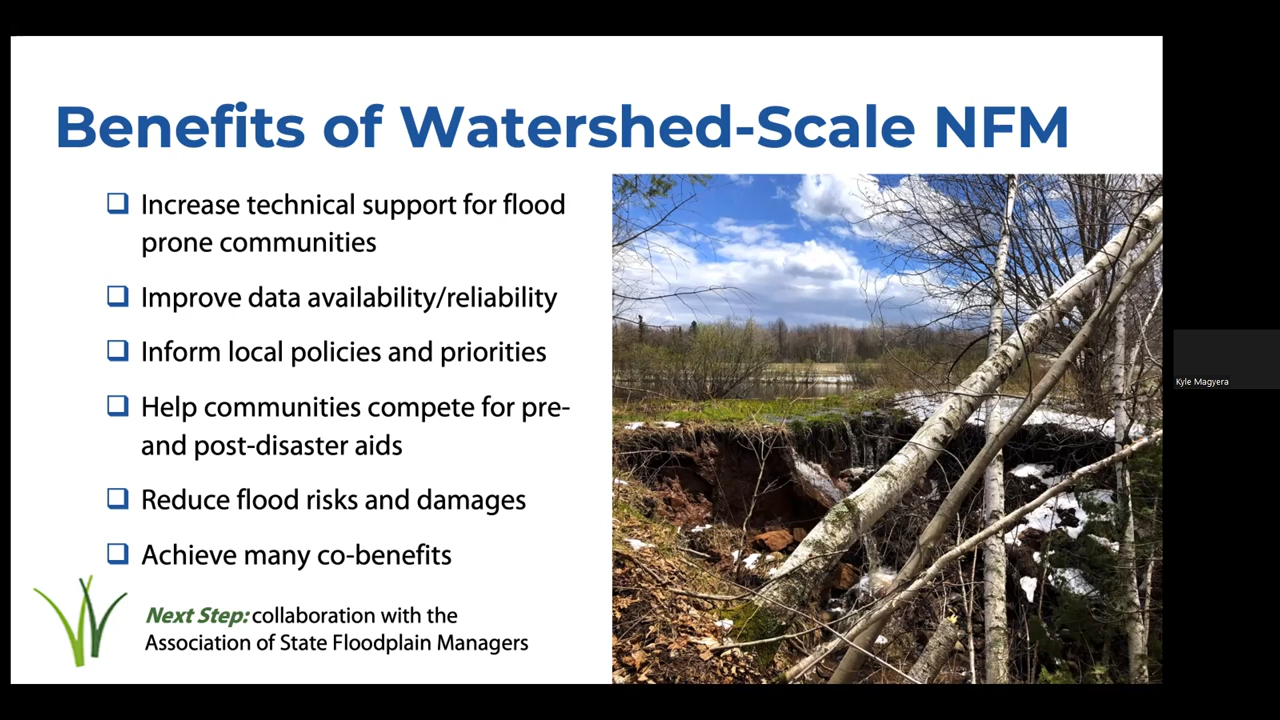 Benefits of Watershed-Scale NFM
Increase technical support for flood
prone communities
Improve data availability/reliability
Inform local policies and priorities
Help communities compete for pre-
and post-disaster aids
Reduce flood risks and damages
Achieve many co-benefits
Next Step: collaboration with the
Association of State Floodplain Managers
Kyle Magyera